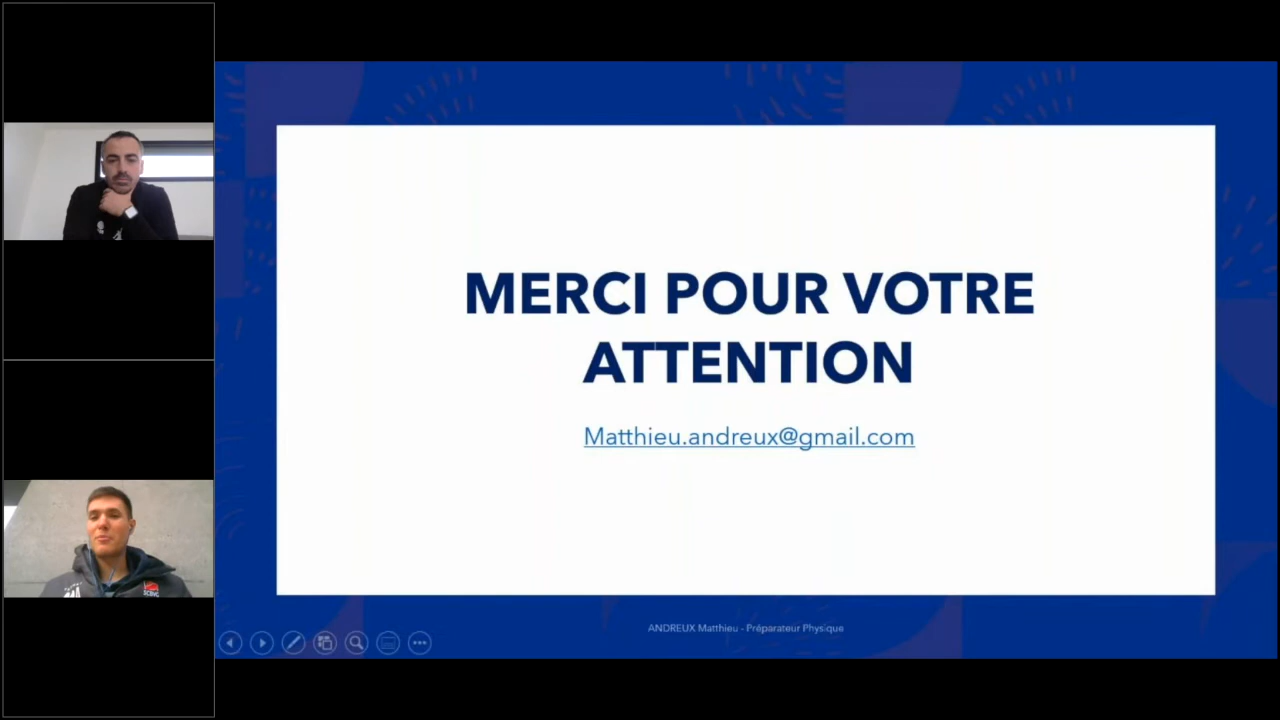 MERCI POUR VOTRE
ATTENTION
Matthieu.andreux@gmail.com
ANDREUX Matthieu - Préparateur Physique